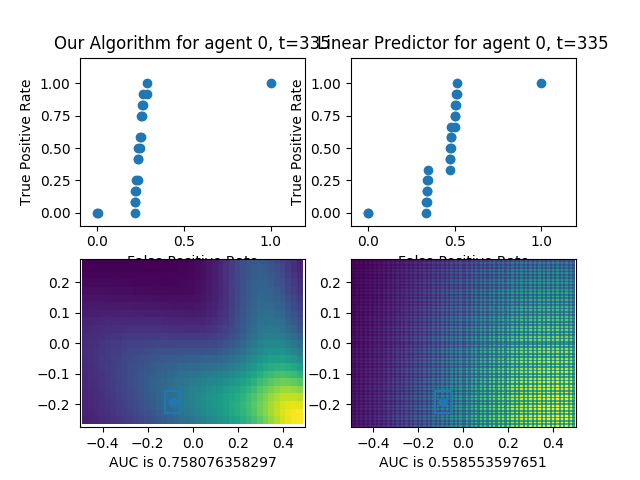 Our Algorithm for agent 0, t=335
Linear Predictor for agent 0, t=335
True Positive Rate
1.00
0.75
0.50
0.25
0.00
0.0 0.5 1.0
False Positive Rate
True Positive Rate
1.00
0.75
0.50
0.25
0.00
0.0 0.5 1.0
False Positive Rate
0.2
0.1
0.0
−0.1
−0.2
−0.4 −0.2 0.0 0.2 0.4
AUC is 0.758076358297
0.2
0.1
0.0
−0.1
−0.2
−0.4 −0.2 0.0 0.2 0.4
AUC is 0.558553597651